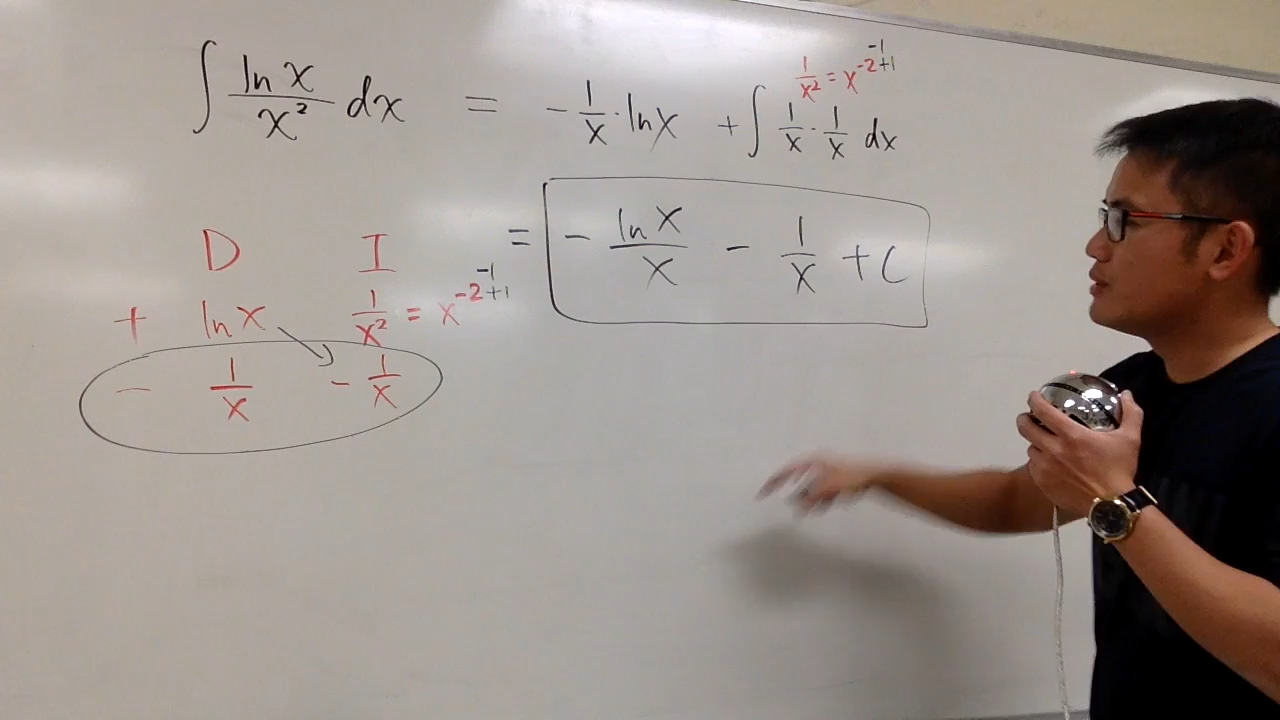 ∫ ln x / x² dx = - 1/x · ln x + ∫ 1/x · 1/x dx
1/x² = x^-2+1 -1
= - ln x / x - 1/x + C
D I
+ ln x 1/x² = x^-2+1 -1
- 1/x - 1/x